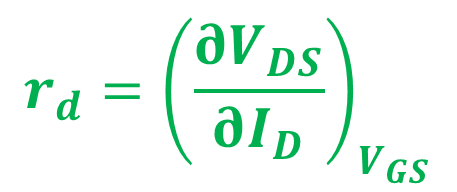 r_d = (∂V_DS / ∂I_D)_V_GS